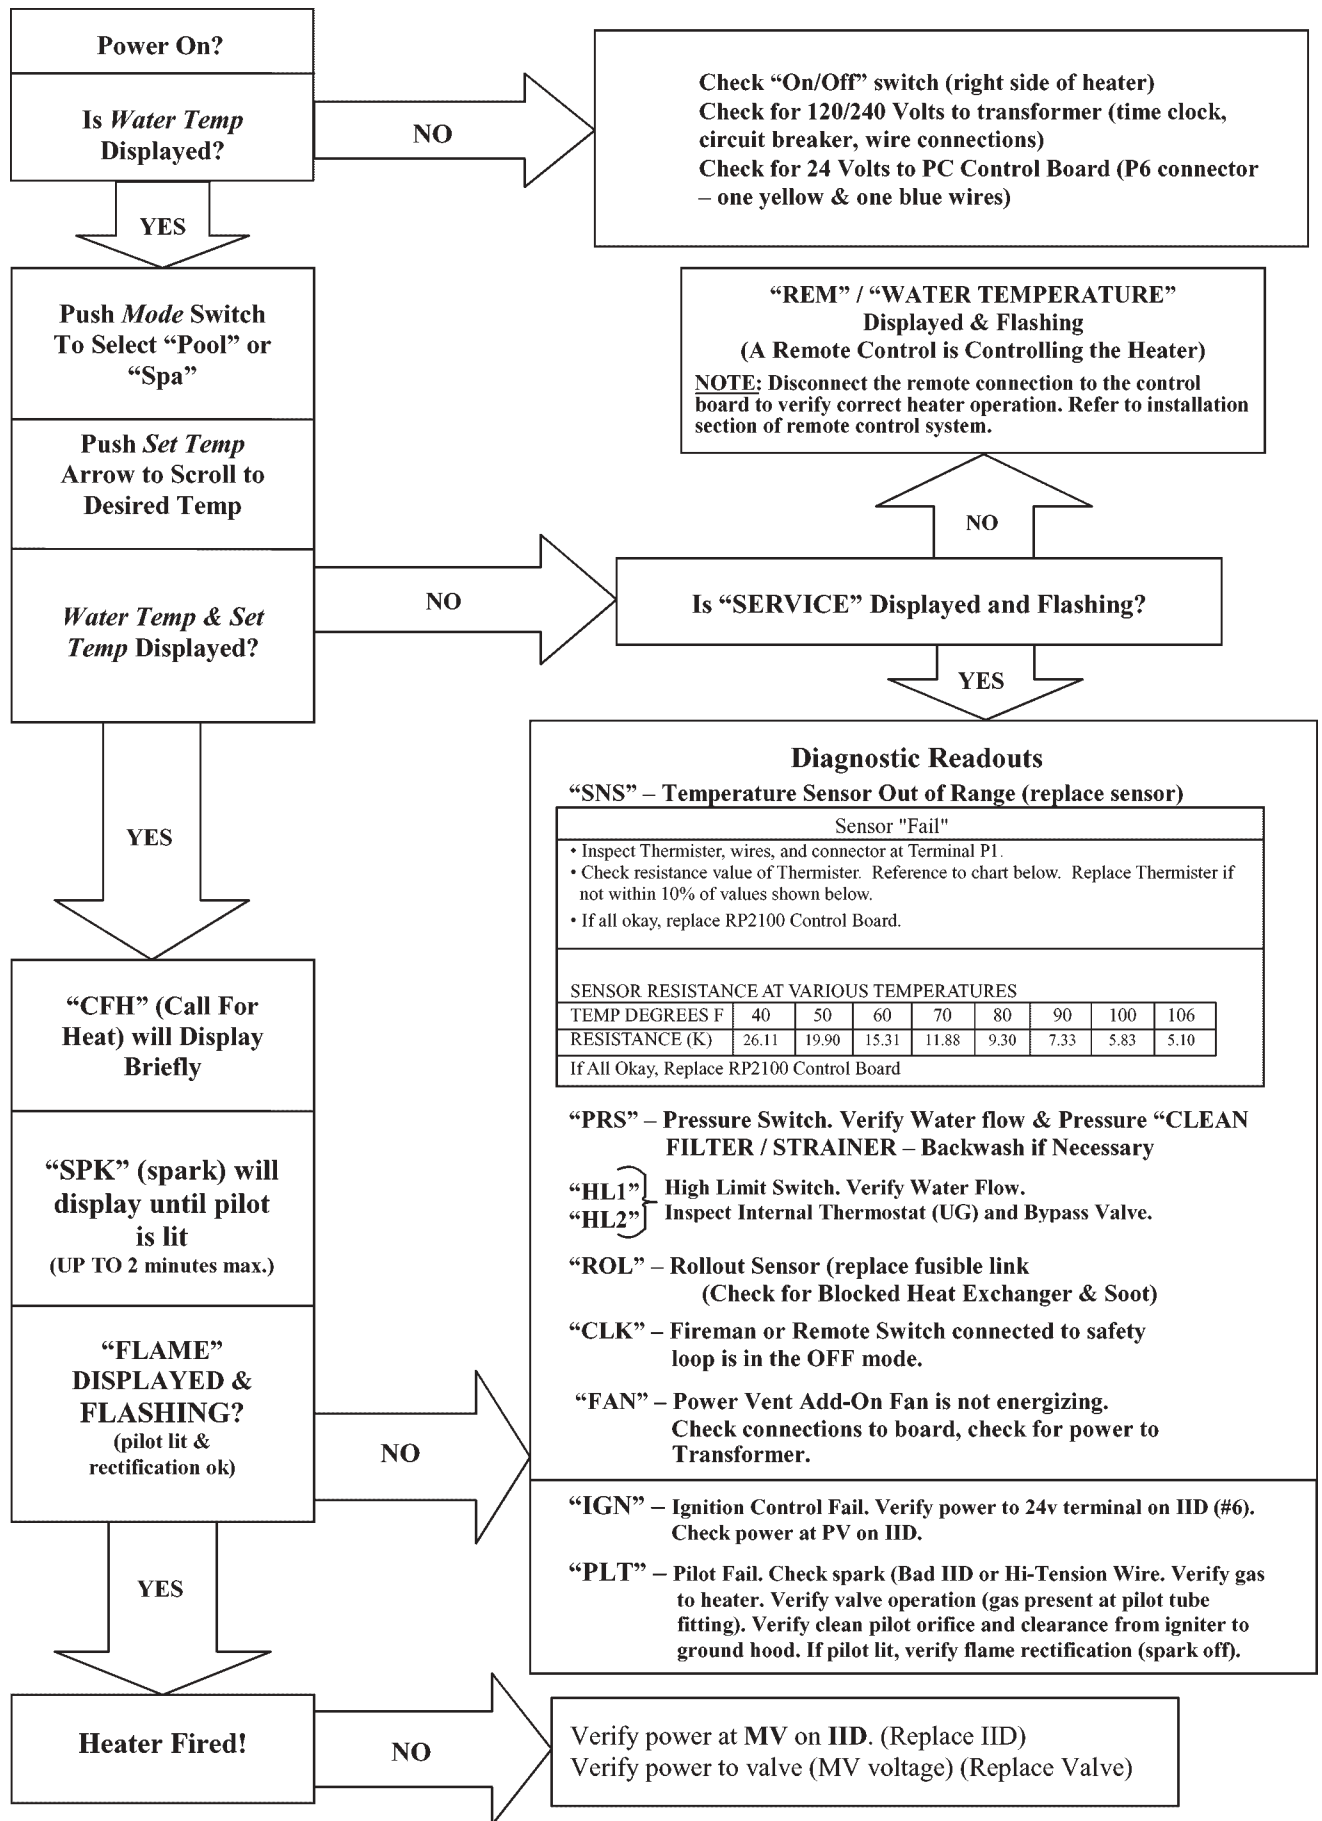 Power On?
Is Water Temp
Displayed?
NO
Check “On/Off” switch (right side of heater)
Check for 120/240 Volts to transformer (time clock,
circuit breaker, wire connections)
Check for 24 Volts to PC Control Board (P6 connector
– one yellow & one blue wires)
YES
Push Mode Switch
To Select “Pool” or
“Spa”
Push Set Temp
Arrow to Scroll to
Desired Temp
Water Temp & Set
Temp Displayed?
NO
Is “SERVICE” Displayed and Flashing?
NO
“REM” / “WATER TEMPERATURE”
Displayed & Flashing
(A Remote Control is Controlling the Heater)
NOTE: Disconnect the remote connection to the control
board to verify correct heater operation. Refer to installation
section of remote control system.
YES
Diagnostic Readouts
“SNS” – Temperature Sensor Out of Range (replace sensor)
Sensor "Fail"
• Inspect Thermister, wires, and connector at Terminal P1.
• Check resistance value of Thermister. Reference to chart below. Replace Thermister if
not within 10% of values shown below.
• If all okay, replace RP2100 Control Board.
SENSOR RESISTANCE AT VARIOUS TEMPERATURES
TEMP DEGREES F 40 50 60 70 80 90 100 106
RESISTANCE (K) 26.11 19.90 15.31 11.88 9.30 7.33 5.83 5.10
If All Okay, Replace RP2100 Control Board
“PRS” – Pressure Switch. Verify Water flow & Pressure “CLEAN
FILTER / STRAINER – Backwash if Necessary
“HL1” High Limit Switch. Verify Water Flow.
“HL2” – Inspect Internal Thermostat (UG) and Bypass Valve.
“ROL” – Rollout Sensor (replace fusible link
(Check for Blocked Heat Exchanger & Soot)
“CLK” – Fireman or Remote Switch connected to safety
loop is in the OFF mode.
“FAN” – Power Vent Add-On Fan is not energizing.
Check connections to board, check for power to
Transformer.
“IGN” – Ignition Control Fail. Verify power to 24v terminal on IID (#6).
Check power at PV on IID.
“PLT” – Pilot Fail. Check spark (Bad IID or Hi-Tension Wire. Verify gas
to heater. Verify valve operation (gas present at pilot tube
fitting). Verify clean pilot orifice and clearance from igniter to
ground hood. If pilot lit, verify flame rectification (spark off).
YES
“CFH” (Call For
Heat) will Display
Briefly
“SPK” (spark) will
display until pilot
is lit
(UP TO 2 minutes max.)
“FLAME”
DISPLAYED &
FLASHING?
(pilot lit &
rectification ok)
NO
YES
Heater Fired!
NO
Verify power at MV on IID. (Replace IID)
Verify power to valve (MV voltage) (Replace Valve)